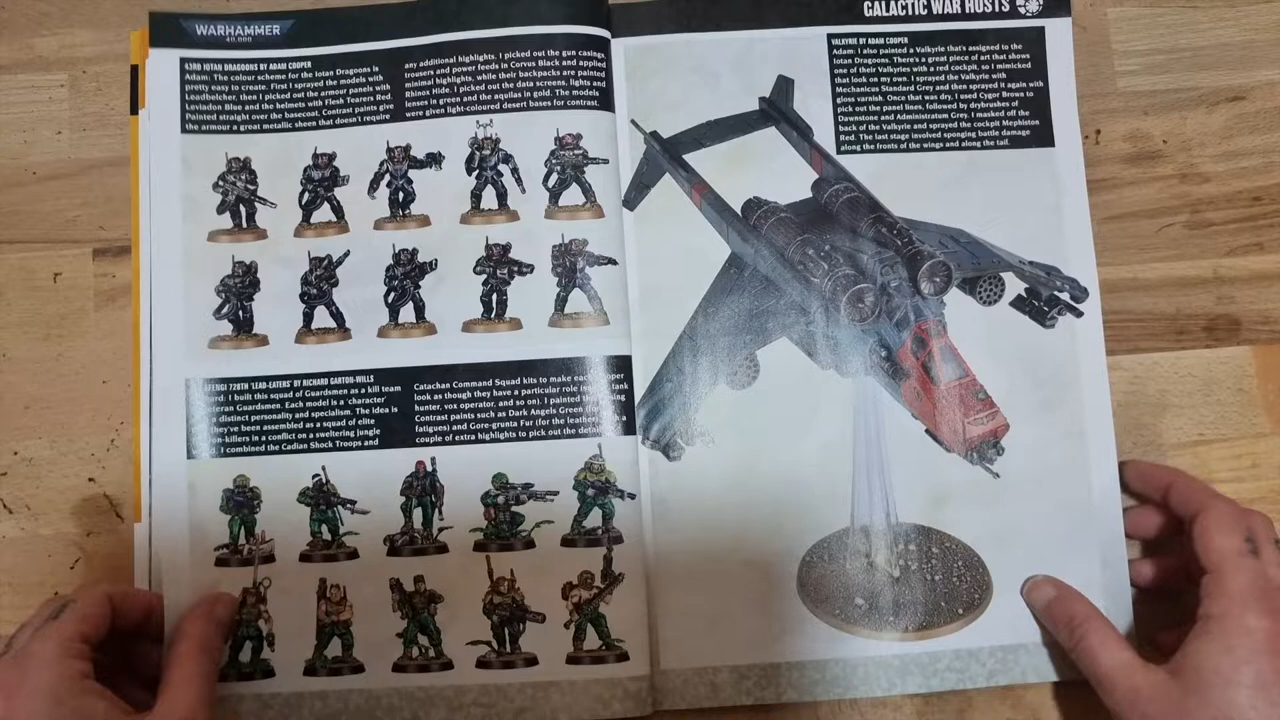 WARHAMMER
40,000
43RD IOTAN DRAGOONS BY ADAM COOPER
Adam: The colour scheme for the Iotan Dragoons is
pretty easy to create. First I sprayed the models with
Leadbelcher, then I picked out the armour panels with
Leviadon Blue and the helmets with Flesh Tearers Red.
Painted straight over the basecoat, Contrast paints give
the armour a great metallic sheen that doesn't require
any additional highlights. I picked out the gun casings,
trousers and power feeds in Corvus Black and applied
minimal highlights, while their backpacks are painted
Rhinox Hide. I picked out the data screens, lights and
lenses in green and the aquilas in gold. The models
were given light-coloured desert bases for contrast.
728TH 'LEAD-EATERS' BY RICHARD GARTON-WILLS
I built this squad of Guardsmen as a kill team
Guardsmen. Each model is a 'character'
a distinct personality and specialism. The idea is
they've been assembled as a squad of elite
in a conflict on a sweltering jungle
I combined the Cadian Shock Troops and
Catachan Command Squad kits to make each
look as though they have a particular role tank
hunter, vox operator, and so on). I painted
Contrast paints such as Dark Angels Green
fatigues) and Gore-grunta Fur (for the a
couple of extra highlights to pick out the
GALACTIC WAR HOSTS
VALKYRIE BY ADAM COOPER
Adam: I also painted a Valkyrie that's assigned to the
Iotan Dragoons. There's a great piece of art that shows
one of their Valkyries with a red cockpit, so I mimicked
that look on my own. I sprayed the Valkyrie with
Mechanicus Standard Grey and then sprayed it again with
gloss varnish. Once that was dry, I used Cygor Brown to
pick out the panel lines, followed by drybrushes of
Dawnstone and Administratum Grey. I masked off the
back of the Valkyrie and sprayed the cockpit Mephiston
Red. The last stage involved sponging battle damage
along the fronts of the wings and along the tail.